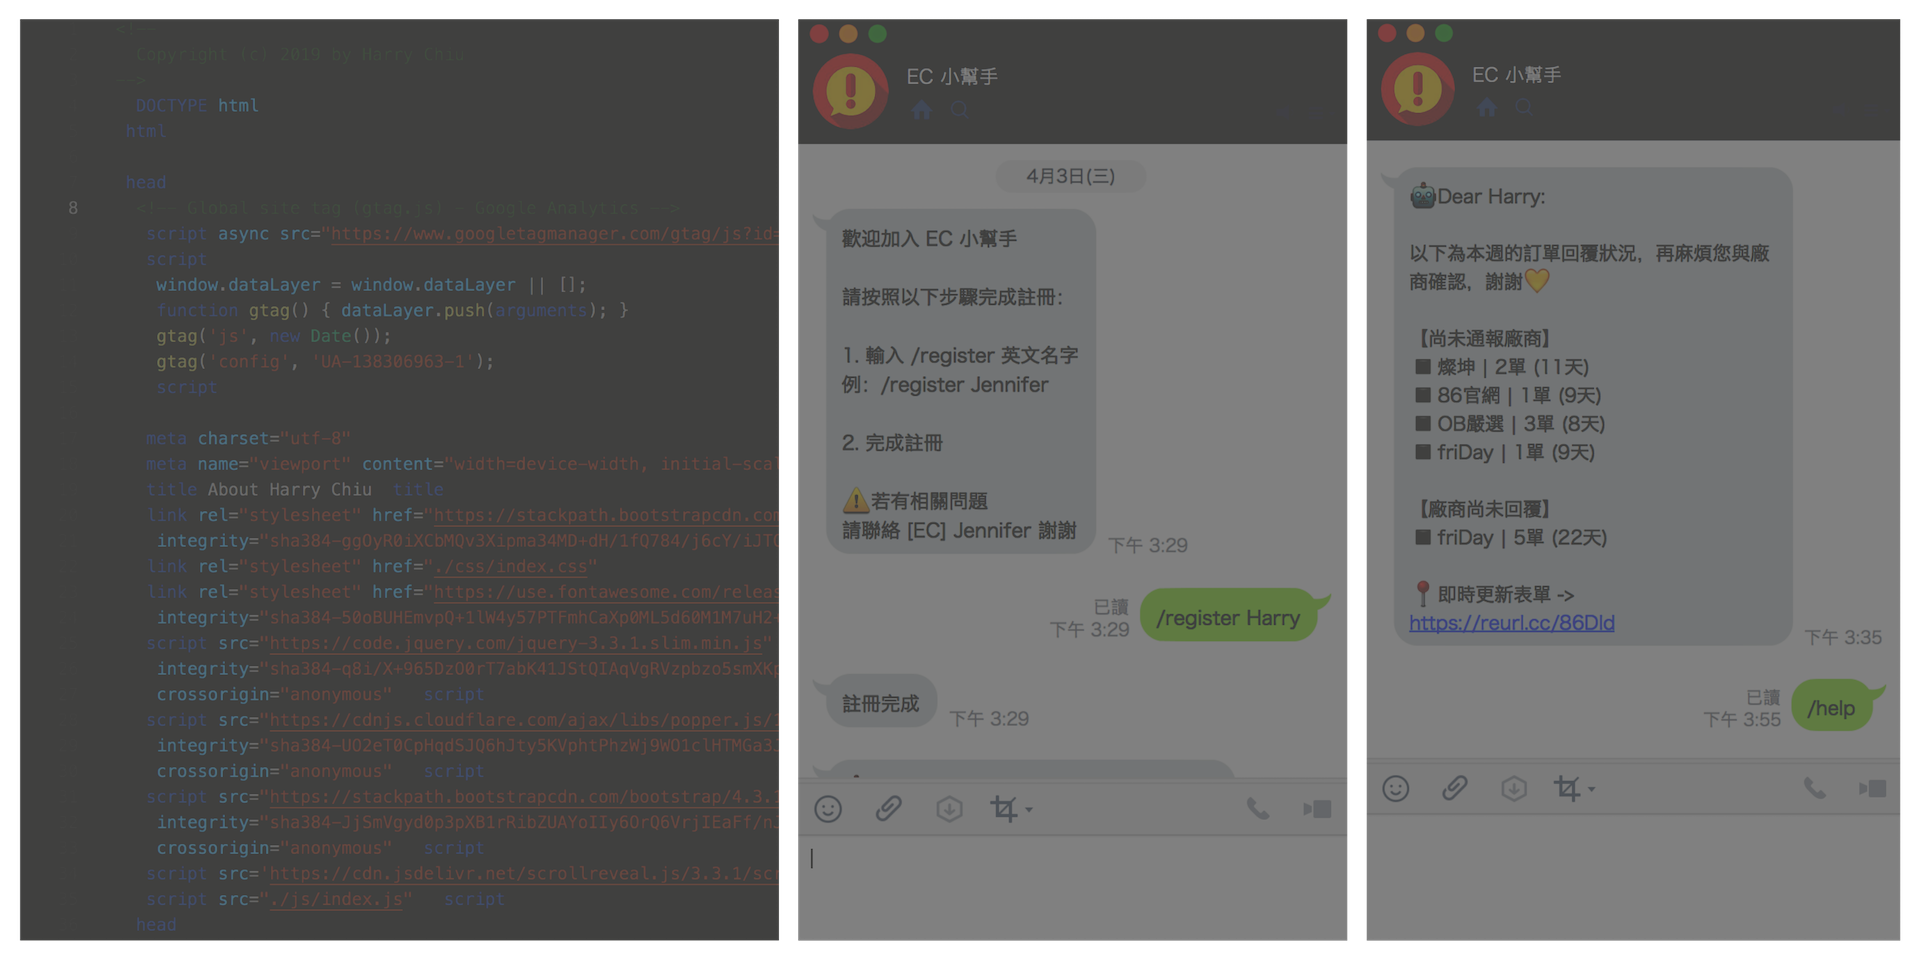 Copyright (c) 2019 by Harry Chiu
-->
DOCTYPE html
html
head
8 <!-- Global site tag (gtag.js) - Google Analytics -->
script async src="https://www.googletagmanager.com/gtag/js?id=
script
window.dataLayer = window.dataLayer || [];
function gtag() { dataLayer.push(arguments); }
gtag('js', new Date());
gtag('config', 'UA-138306963-1');
script
meta charset="utf-8"
meta name="viewport" content="width=device-width, initial-scal
title About Harry Chiu title
link rel="stylesheet" href="https://stackpath.bootstrapcdn.com
integrity="sha384-ggOyR0iXCbMQv3Xipma34MD+dH/1fQ784/j6cY/iJTQ
link rel="stylesheet" href="./css/index.css"
link rel="stylesheet" href="https://use.fontawesome.com/releas
integrity="sha384-50oBUHEmvpQ+1lW4y57PTFmhCaXp0ML5d60M1M7uH2+
script src="https://code.jquery.com/jquery-3.3.1.slim.min.js"
integrity="sha384-q8i/X+965DzO0rT7abK41JStQIAqVgRVzpbzo5smXKp
crossorigin="anonymous" script
script src="https://cdnjs.cloudflare.com/ajax/libs/popper.js/1
integrity="sha384-UO2eT0CpHqdSJQ6hJty5KVphtPhzWj9WO1clHTMGa3J
crossorigin="anonymous" script
script src="https://stackpath.bootstrapcdn.com/bootstrap/4.3.1
integrity="sha384-JjSmVgyd0p3pXB1rRibZUAYoIIy6OrQ6VrjIEaFf/nJ
crossorigin="anonymous" script
script src='https://cdn.jsdelivr.net/scrollreveal.js/3.3.1/scr
script src="./js/index.js" script
head
EC 小幫手
4月3日(三)
歡迎加入 EC 小幫手
請按照以下步驟完成註冊:
1. 輸入 /register 英文名字
例: /register Jennifer
2. 完成註冊
⚠️若有相關問題
請聯絡 [EC] Jennifer 謝謝
下午 3:29
已讀
下午 3:29
/register Harry
註冊完成
下午 3:29
EC 小幫手
🤖Dear Harry:
以下為本週的訂單回覆狀況，再麻煩您與廠
商確認，謝謝💛
【尚未通報廠商】
■ 燦坤 | 2單 (11天)
■ 86官網 | 1單 (9天)
■ OB嚴選 | 3單 (8天)
■ friDay | 1單 (9天)
【廠商尚未回覆】
■ friDay | 5單 (22天)
📍即時更新表單 ->
https://reurl.cc/86Dld
下午 3:35
已讀
下午 3:55
/help